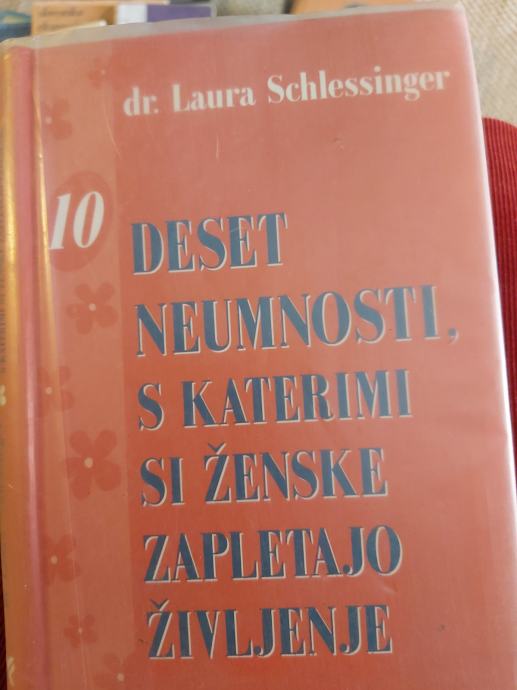 dr. Laura Schlessinger
10
DESET
NEUMNOSTI,
S KATERIMI
SI ŽENSKE
ZAPLETAJO
ŽIVLJENJE